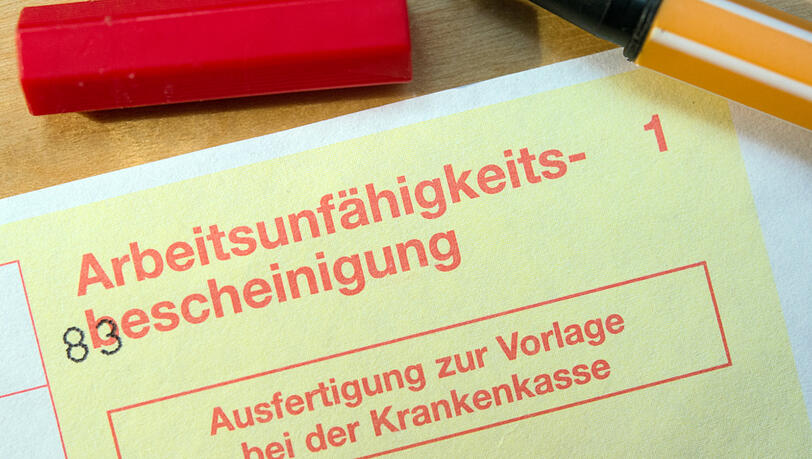 Arbeitsunfähigkeits- 1
bescheinigung
83
Ausfertigung zur Vorlage
bei der Krankenkasse